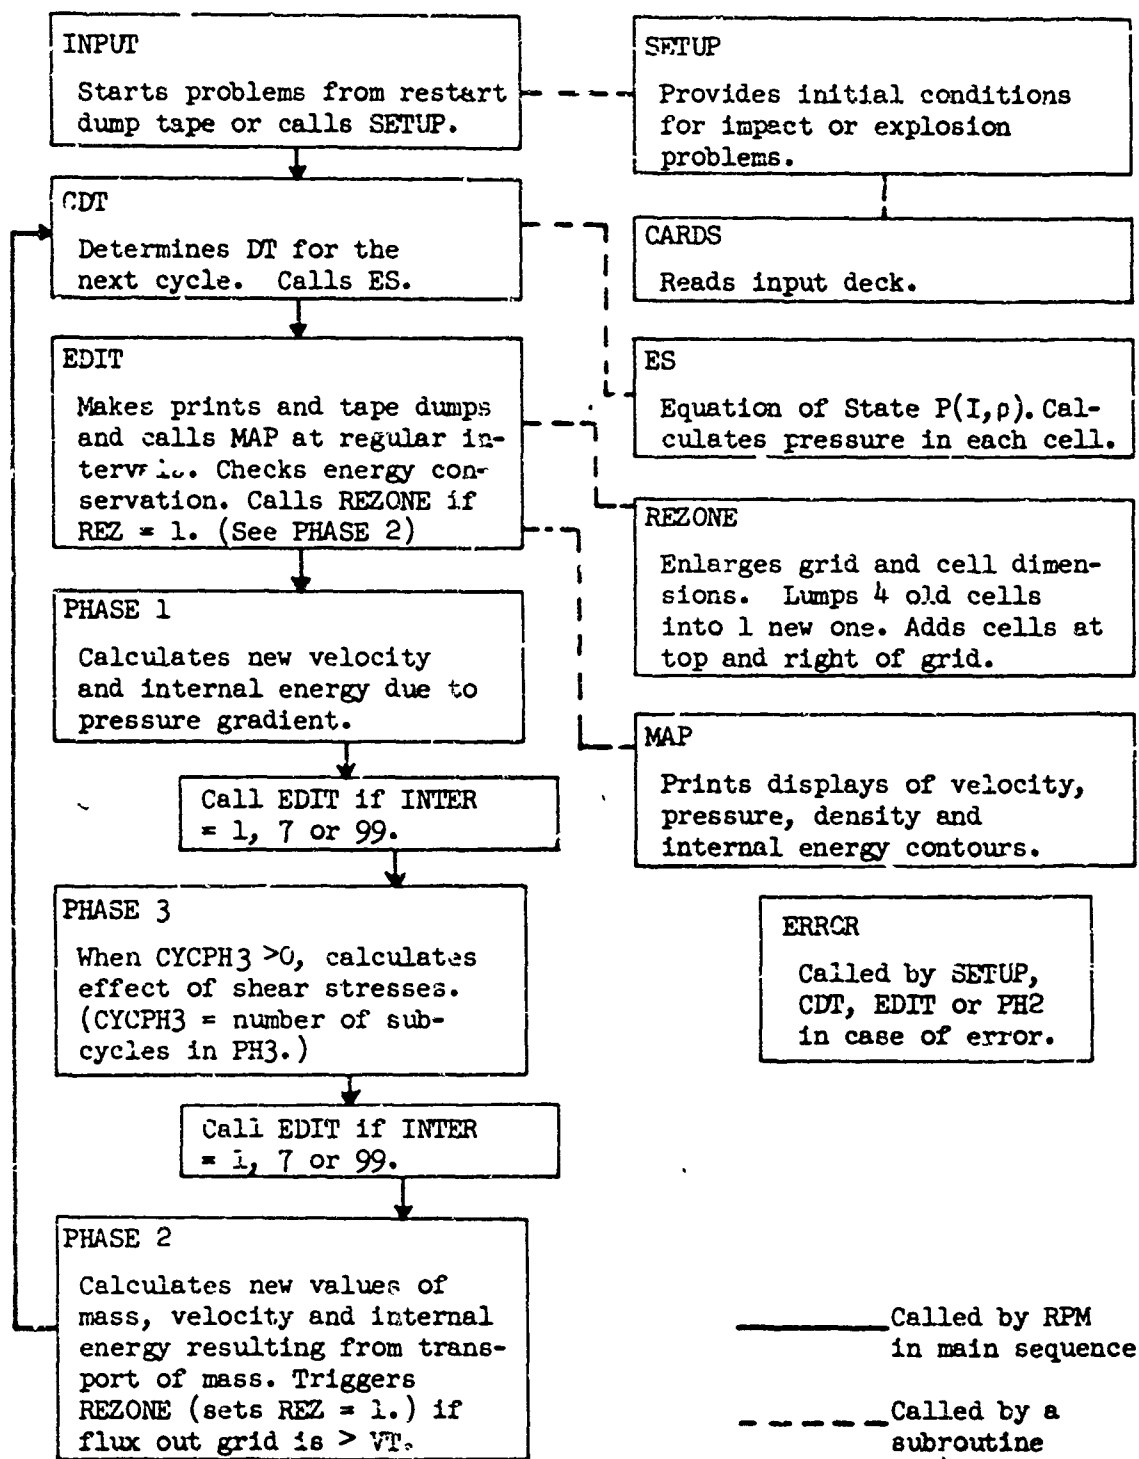 INPUT
Starts problems from restart
dump tape or calls SETUP.
SETUP
Provides initial conditions
for impact or explosion
problems.
CDT
Determines DT for the
next cycle. Calls ES.
CARDS
Reads input deck.
EDIT
Makes prints and tape dumps
and calls MAP at regular in-
Checks energy con-
servation. Calls REZONE if
REZ = 1. (See PHASE 2)
ES
Equation of State P(I,ρ). Cal-
culates pressure in each cell.
REZONE
Enlarges grid and cell dimen-
sions. Lumps 4 old cells
into 1 new one. Adds cells at
top and right of grid.
PHASE 1
Calculates new velocity
and internal energy due to
pressure gradient.
MAP
Prints displays of velocity,
pressure, density and
internal energy contours.
Call EDIT if INTER
= 1, 7 or 99.
PHASE 3
When CYCPH3 >0, calculates
effect of shear stresses.
(CYCPH3 = number of sub-
cycles in PH3.)
ERROR
Called by SETUP,
CDT, EDIT or PH2
in case of error.
Call EDIT if INTER
= 1, 7 or 99.
PHASE 2
Calculates new values of
mass, velocity and internal
energy resulting from trans-
port of mass. Triggers
REZONE (sets REZ = 1.) if
flux out grid is > VT.
Called by RPM
in main sequence
Called by a
subroutine